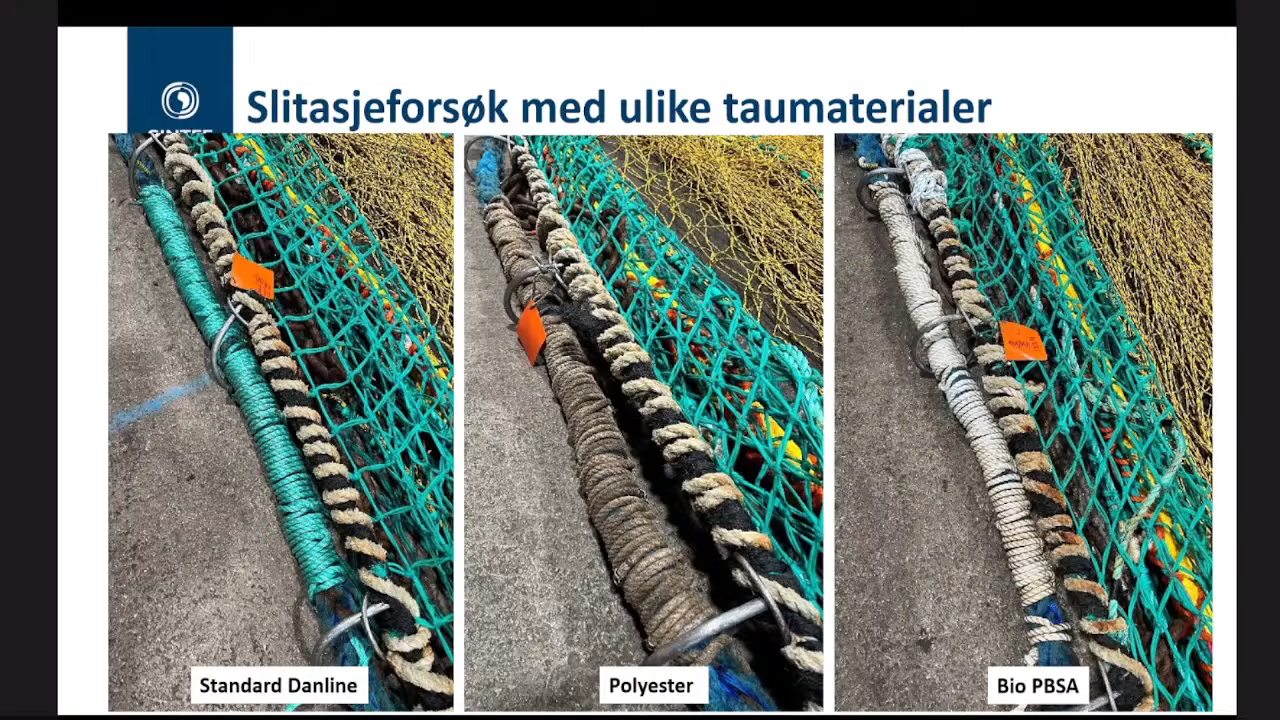 Slitasjeforsøk med ulike taumaterialer
Standard Danline
Polyester
Bio PBSA